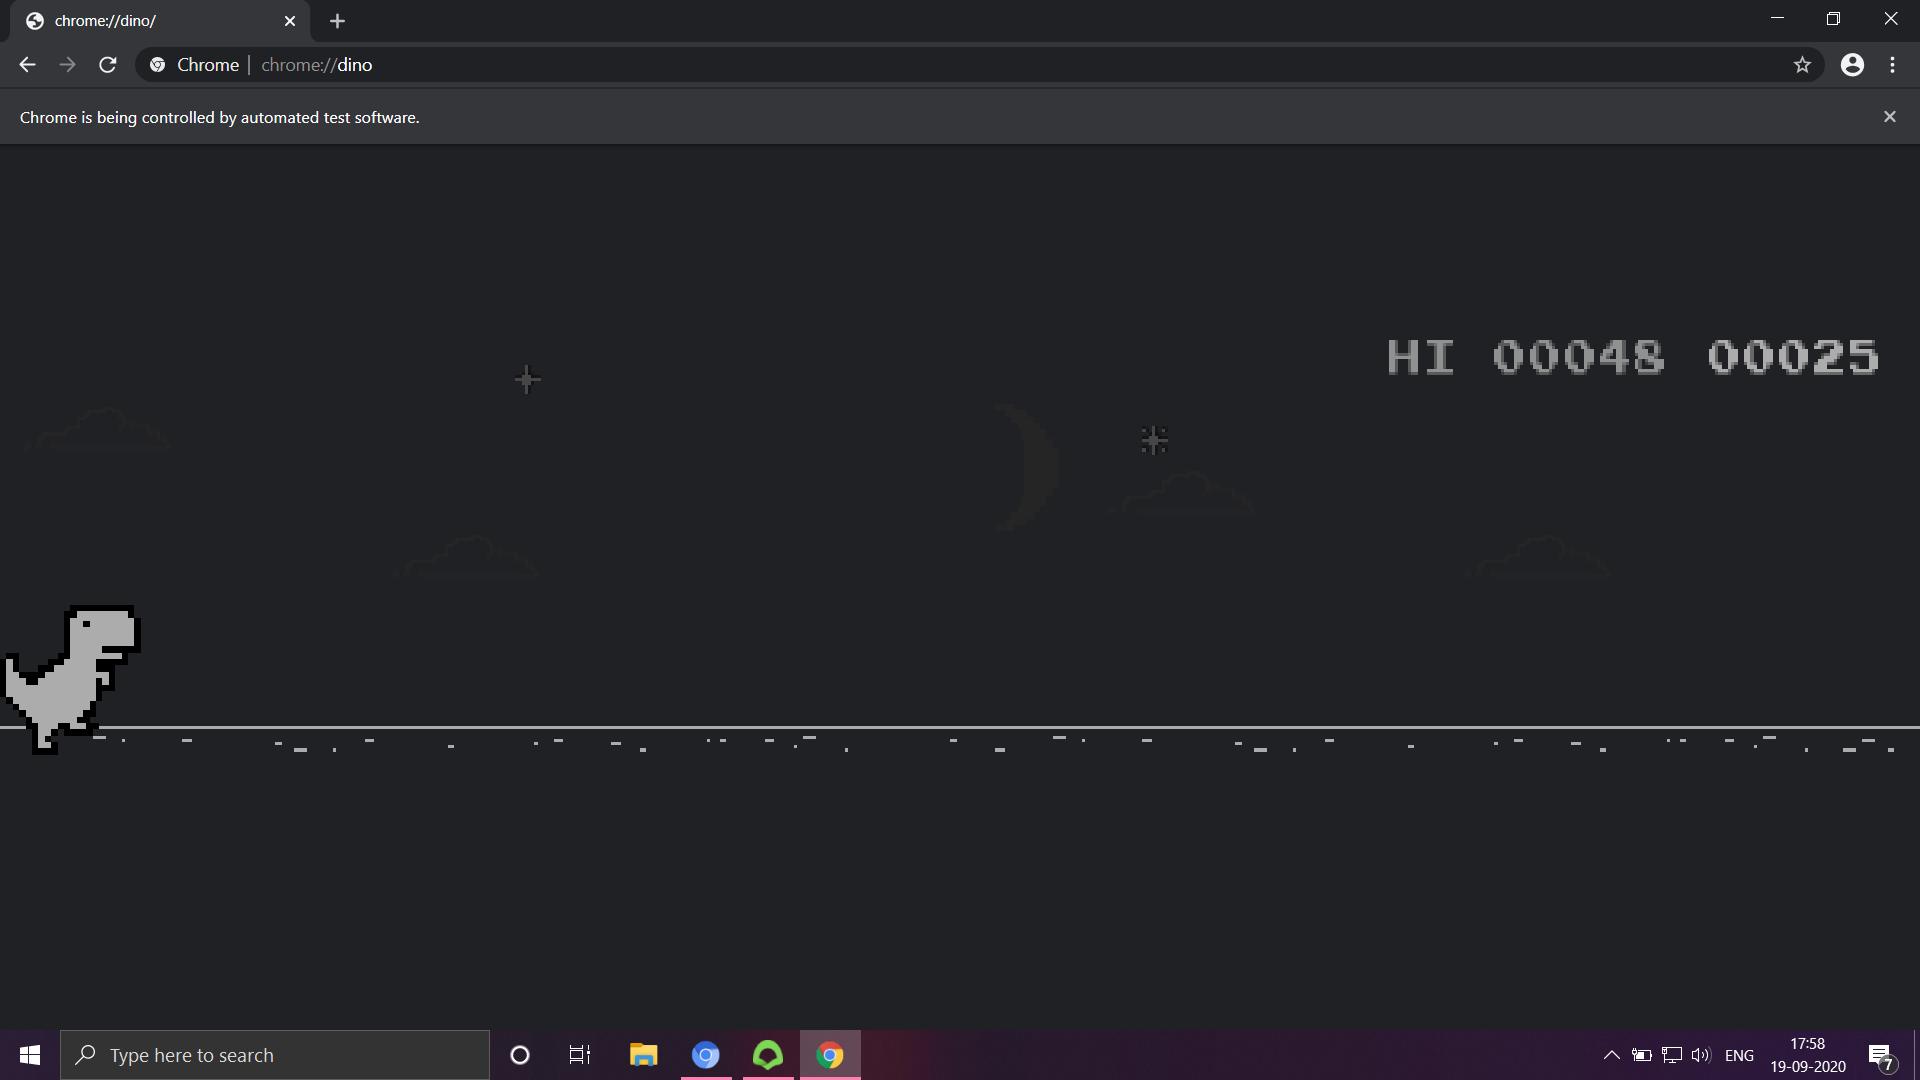 chrome://dino/
Chrome | chrome://dino
Chrome is being controlled by automated test software.
HI 00048 00025
Type here to search
ENG
17:58
19-09-2020
7